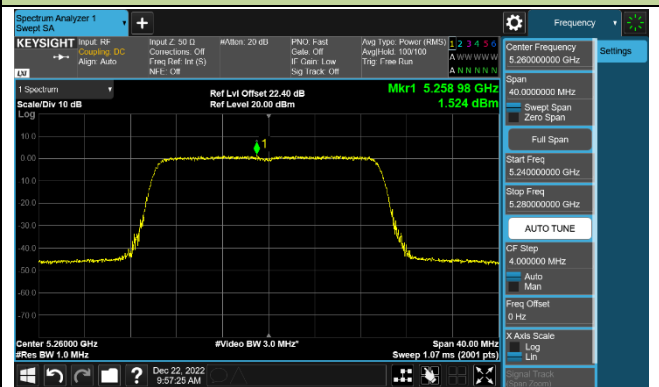 Spectrum Analyzer 1
Swept SA
Frequency
KEYSIGHT
Input: RF
Coupling: DC
Align: Auto
Input Z: 50 Ω
Corrections: Off
Freq Ref: Int (S)
NFE: Off
#Atten: 20 dB
PNO: Fast
Gate: Off
IF Gain: Low
Sig Track: Off
Avg Type: Power (RMS)
Avg|Hold: 100/100
Trig: Free Run
1 2 3 4 5 6
A W W W W W
A N N N N N
LXI
Center Frequency
5.260000000 GHz
Settings
Span
40.0000000 MHz
Swept Span
Zero Span
Full Span
Start Freq
5.240000000 GHz
Stop Freq
5.280000000 GHz
AUTO TUNE
CF Step
4.000000 MHz
Auto
Man
Freq Offset
0 Hz
X Axis Scale
Log
Lin
Signal Track
(Span Zoom)
1 Spectrum
Scale/Div 10 dB
Log
Ref Lvl Offset 22.40 dB
Ref Level 20.00 dBm
Mkr1 5.258 98 GHz
1.524 dBm
1
10.0
0.00
-10.0
-20.0
-30.0
-40.0
-50.0
-60.0
-70.0
Center 5.26000 GHz
#Res BW 1.0 MHz
#Video BW 3.0 MHz*
Span 40.00 MHz
Sweep 1.07 ms (2001 pts)
?
Dec 22, 2022
9:57:25 AM